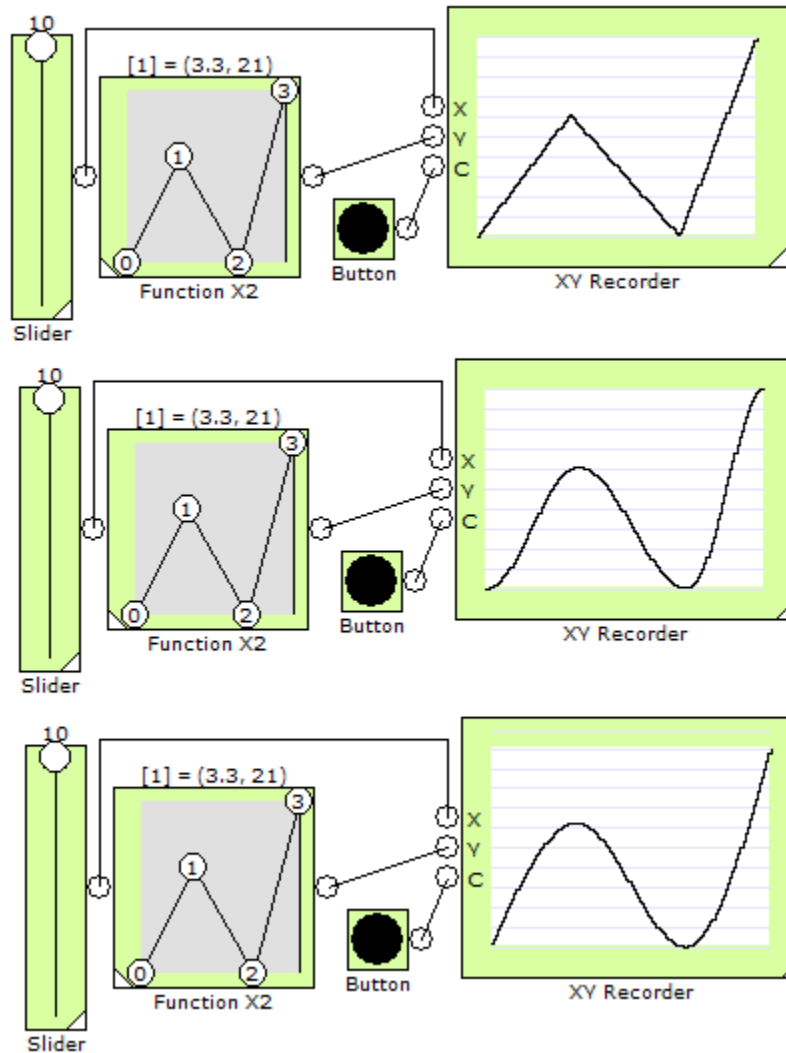 10
[1] = (3.3, 21)
3
1
0
2
X
Y
C
Function X2
Button
XY Recorder
Slider
10
[1] = (3.3, 21)
3
1
0
2
X
Y
C
Function X2
Button
XY Recorder
Slider
10
[1] = (3.3, 21)
3
1
0
2
X
Y
C
Function X2
Button
XY Recorder
Slider